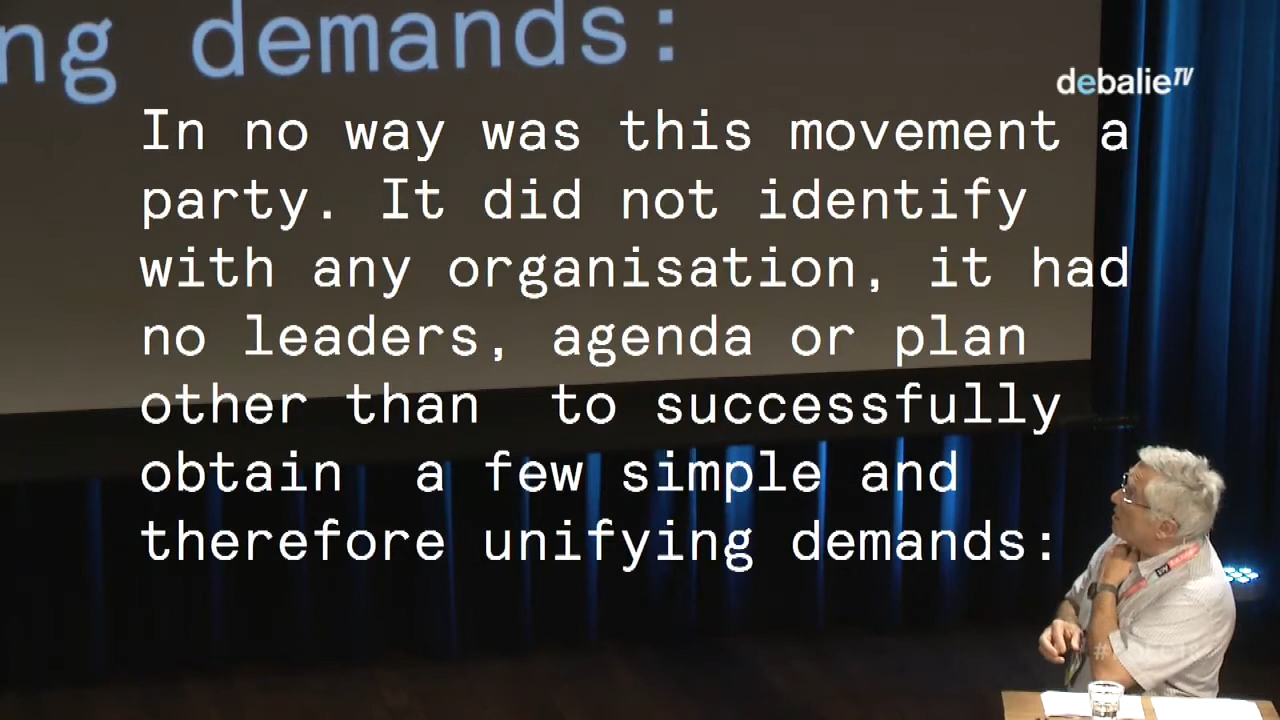 ng demands:
debalieTV
In no way was this movement a
party. It did not identify
with any organisation, it had
no leaders, agenda or plan
other than to successfully
obtain a few simple and
therefore unifying demands: